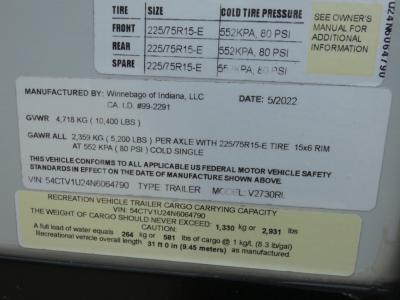 TIRE SIZE COLD TIRE PRESSURE
FRONT 225/75R15-E 552KPA, 80 PSI
REAR 225/75R15-E 552KPA, 80 PSI
SPARE 225/75R15-E 80 PSI
SEE OWNER'S
MANUAL FOR
ADDITIONAL
INFORMATION
U24N6064790
MANUFACTURED BY: Winnebago of Indiana, LLC DATE: 5/2022
CA. I.D. #99-2291
GVWR 4,718 KG ( 10,400 LBS )
GAWR ALL 2,359 KG ( 5,200 LBS ) PER AXLE WITH 225/75R15-E TIRE 15x6 RIM
AT 552 KPA ( 80 PSI ) COLD SINGLE
THIS VEHICLE CONFORMS TO ALL APPLICABLE US FEDERAL MOTOR VEHICLE SAFETY
STANDARDS IN EFFECT ON THE DATE OF MANUFACTURE SHOWN ABOVE
VIN: 54CTV1U24N6064790 TYPE: TRAILER MODEL: V2730RL
RECREATION VEHICLE TRAILER CARGO CARRYING CAPACITY
VIN: 54CTV1U24N6064790
THE WEIGHT OF CARGO SHOULD NEVER EXCEED: 1,330 kg or 2,931 lbs
CAUTION:
A full load of water equals 264 kg or 581 lbs of cargo @ 1 kg/L (8.3 lb/gal)
Recreational vehicle overall length 31 ft 0 in (9.45 meters) as manufactured.